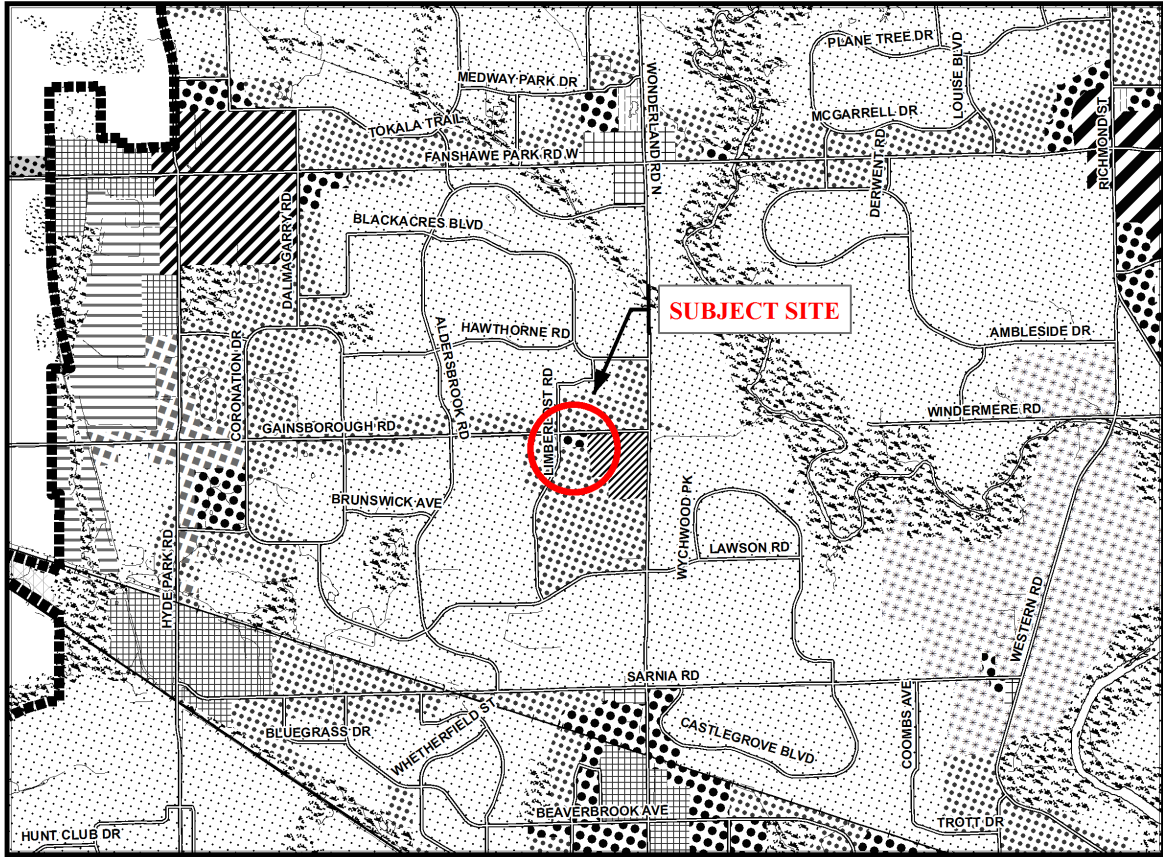 PLANE TREE DR
LOUISE BLVD
MEDWAY PARK DR
WONDERLAND RD N
MCGARRELL DR
RICHMOND ST
TOKALA TRAIL
FANSHAWE PARK RD W
DERWENT RD
DALMAGARRY RD
BLACKACRES BLVD
SUBJECT SITE
HAWTHORNE RD
ALDERSBROOK RD
AMBLESIDE DR
CORONATION DR
LIMBERLOST RD
WINDERMERE RD
GAINSBOROUGH RD
BRUNSWICK AVE
WYCHWOOD PK
LAWSON RD
HYDE PARK RD
WESTERN RD
SARNIA RD
COOMBS AVE
BLUEGRASS DR
WHETHERFIELD ST
CASTLEGROVE BLVD
BEAVERBROOK AVE
TROTT DR
HUNT CLUB DR